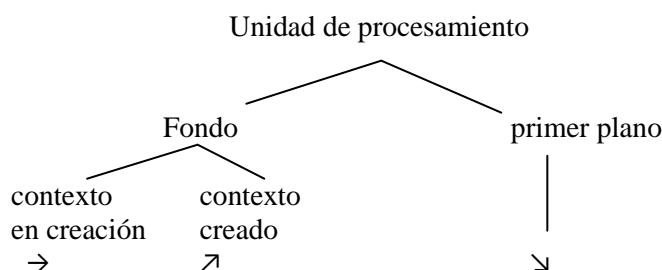 Unidad de procesamiento
Fondo primer plano
contexto contexto
en creación creado
→ ↗ ↘